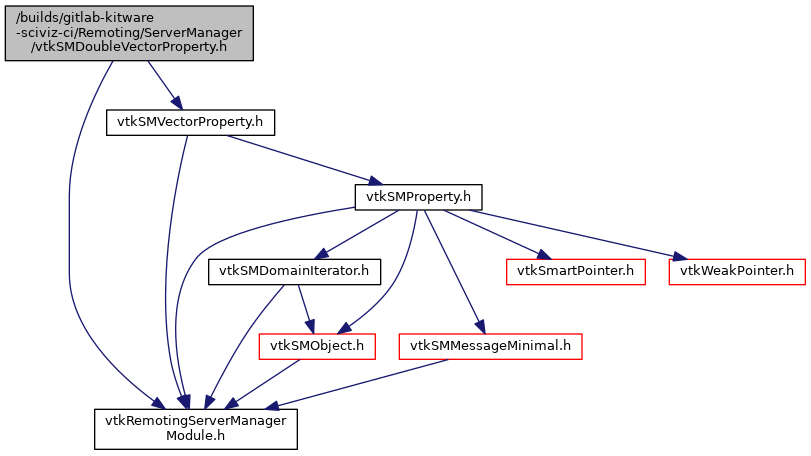 /builds/gitlab-kitware
-sciviz-ci/Remoting/ServerManager
/vtkSMDoubleVectorProperty.h
vtkSMVectorProperty.h
vtkSMProperty.h
vtkSMDomainIterator.h
vtkSmartPointer.h
vtkWeakPointer.h
vtkSMObject.h
vtkSMMessageMinimal.h
vtkRemotingServerManager
Module.h